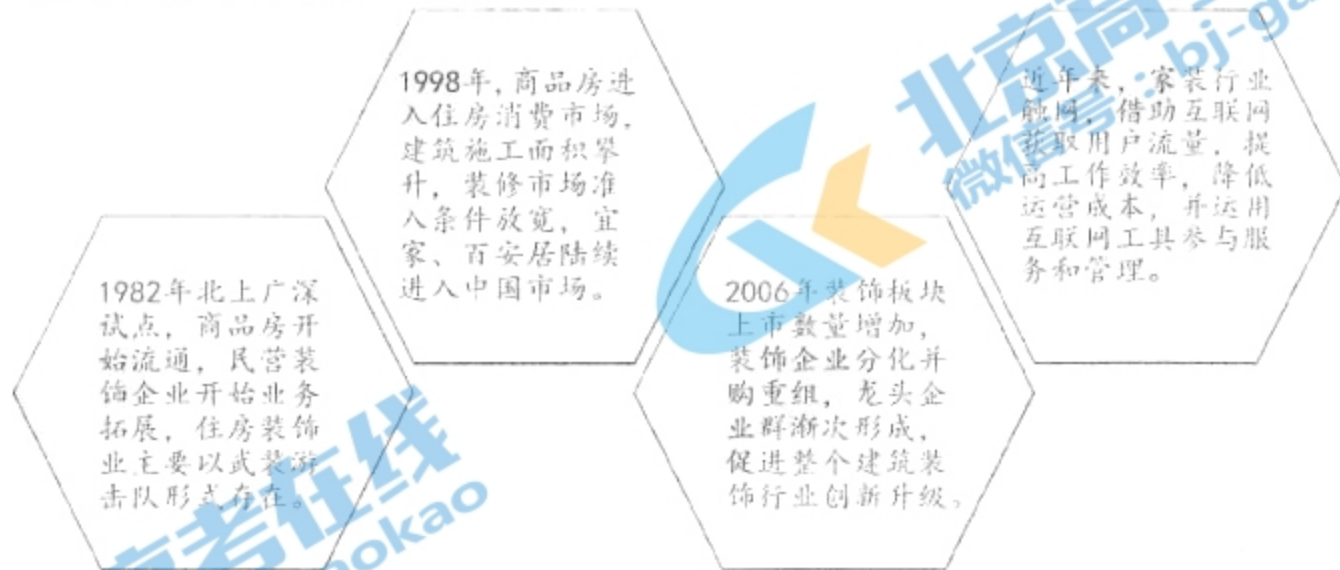 1998年，商品房进
入住房消费市场，
建筑施工面积攀
升，装修市场准
入条件放宽，宜
家、百安居陆续
进入中国市场。
近年来，家装行业
触网，借助互联网
获取用户流量，提
高工作效率，降低
运营成本，并运用
互联网工具参与服
务和管理。
1982年北上广深
试点，商品房开
始流通，民营装
饰企业开始业务
拓展，住房装饰
业主要以武装游
击队形式存在。
2006年装饰板块
上市数量增加，
装饰企业分化并
购重组，龙头企
业群渐次形成，
促进整个建筑装
饰行业创新升级。
北京高
微信号：bj-ga
京考在线
okao